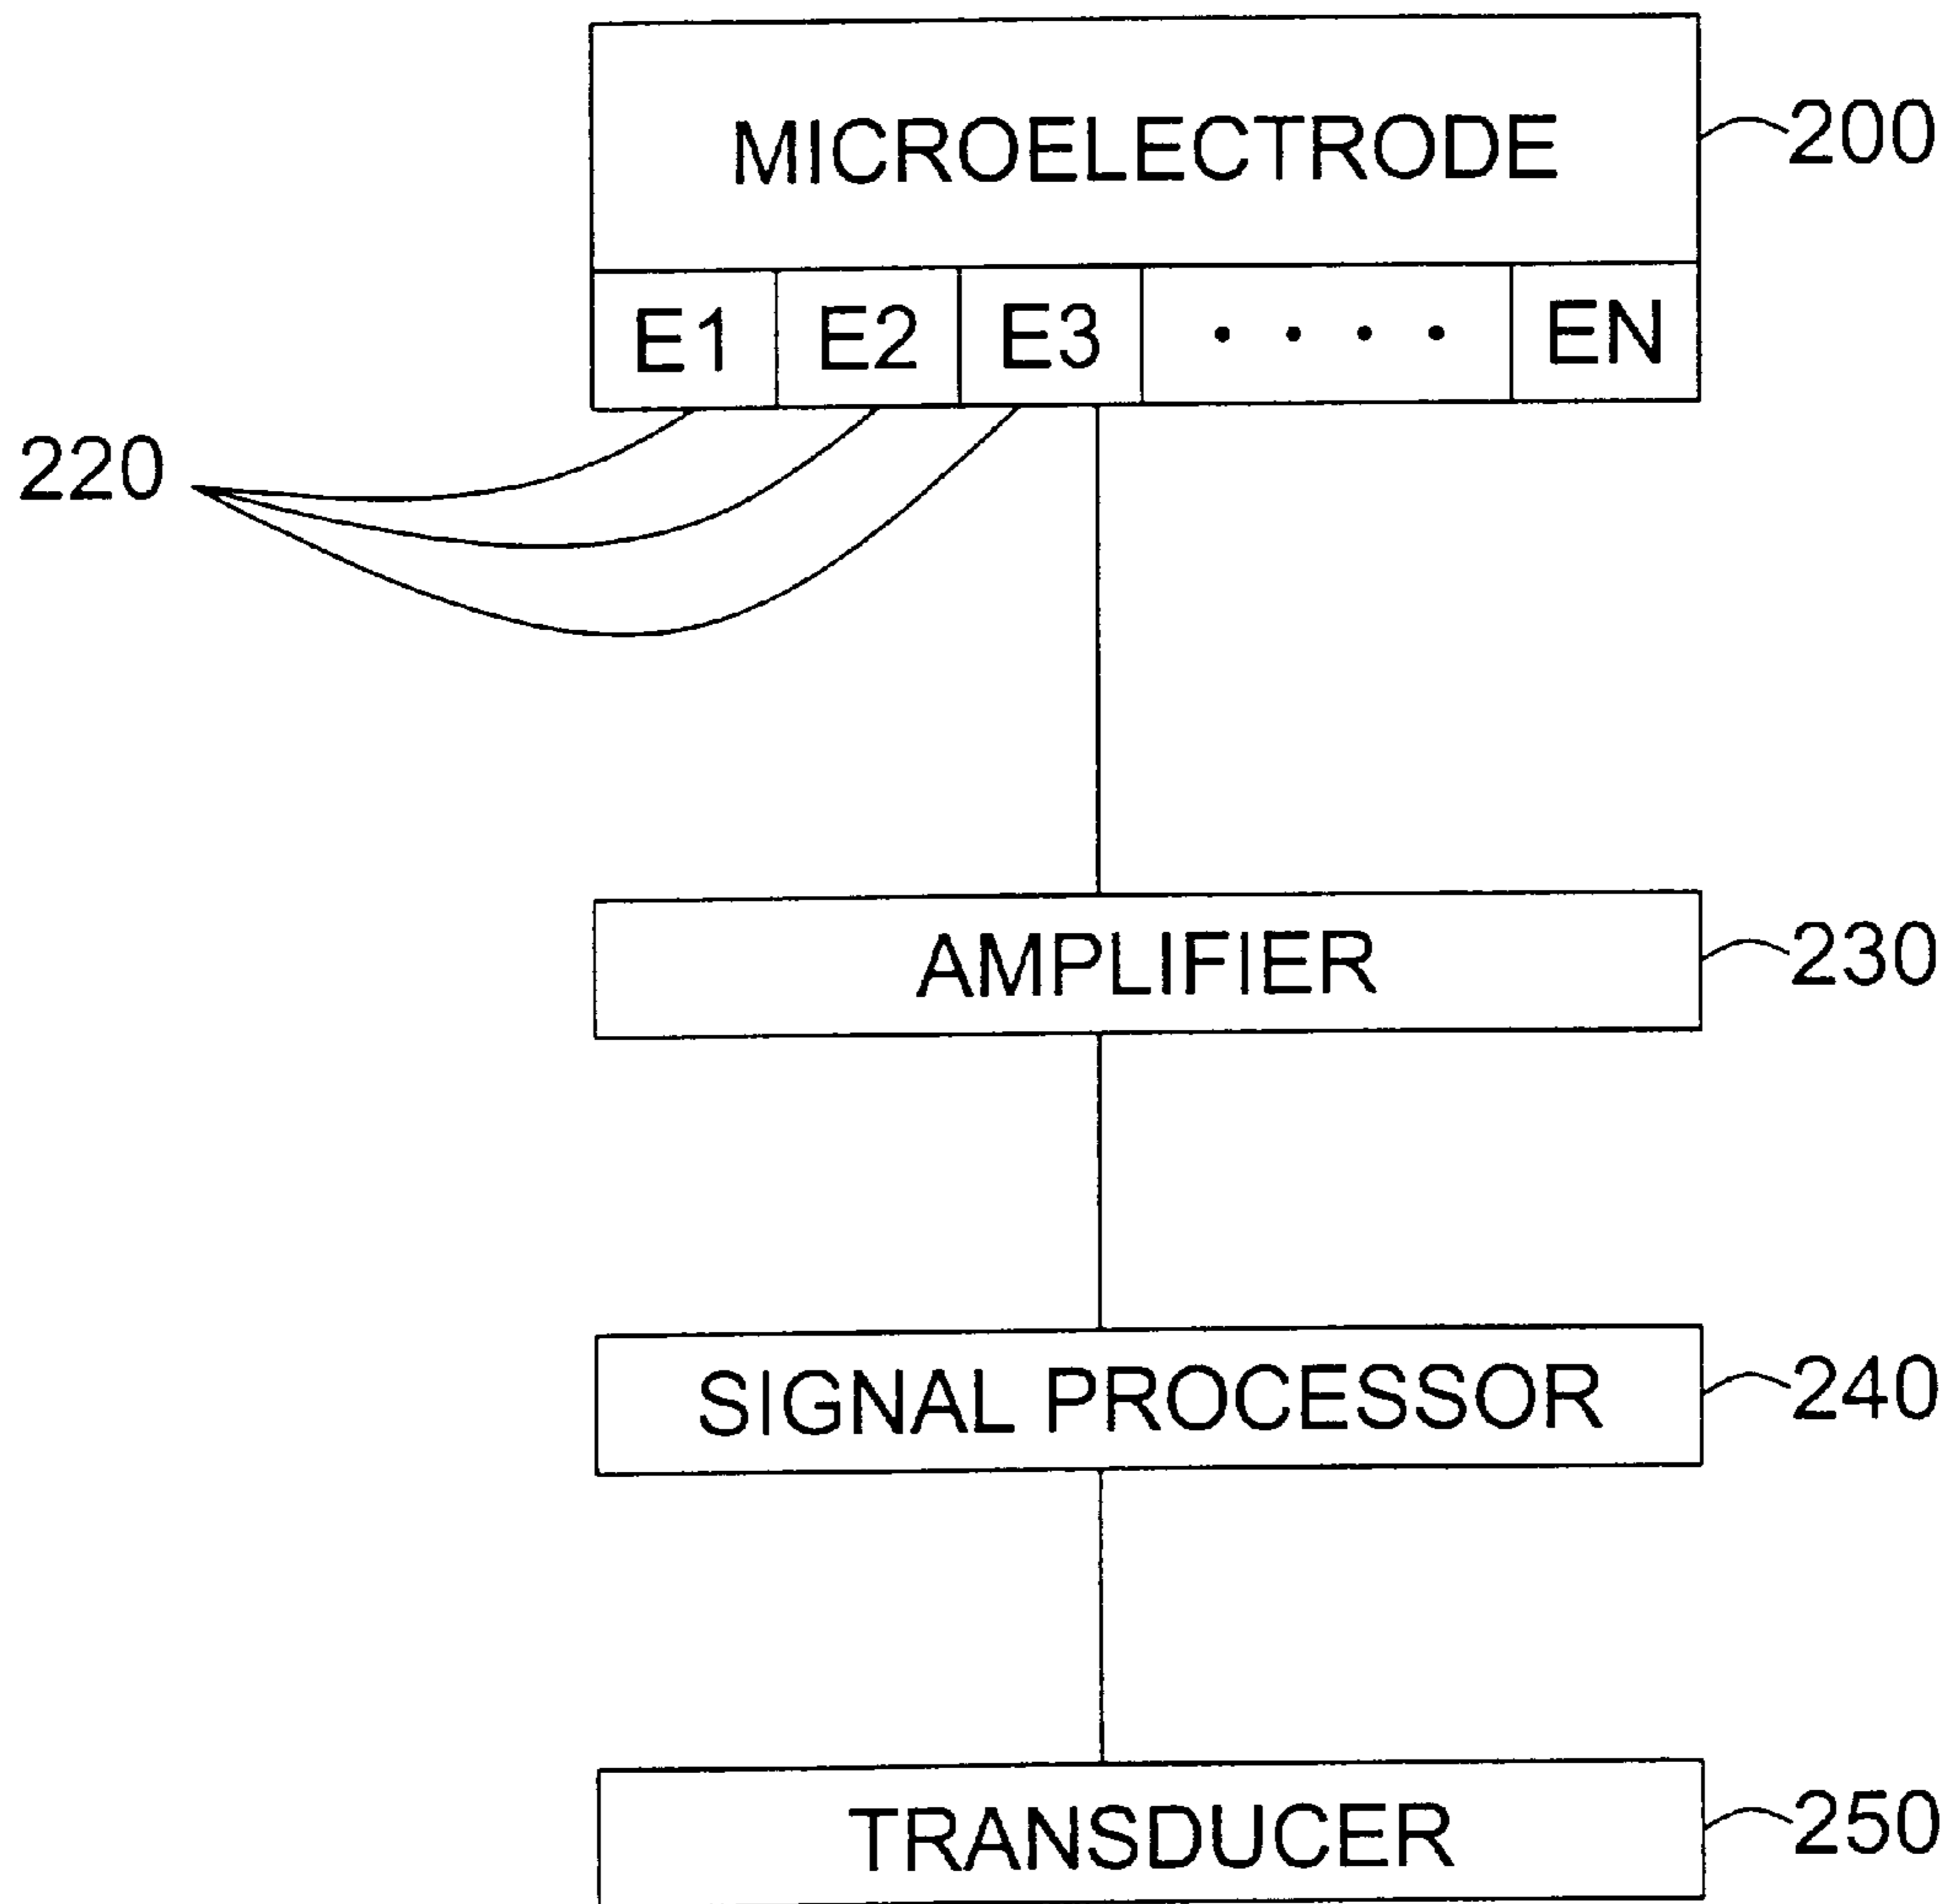 MICROELECTRODE
200
E1 E2 E3 • • • • EN
220
AMPLIFIER
230
SIGNAL PROCESSOR
240
TRANSDUCER
250